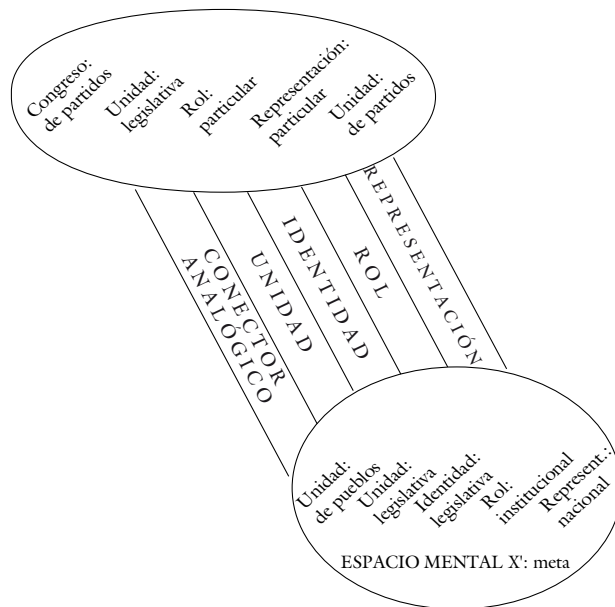 Congreso:
de partidos
Unidad:
legislativa
Rol:
particular
Representación:
particular
Unidad:
de partidos
CONECTOR
ANALÓGICO
UNIDAD
IDENTIDAD
ROL
REPRESENTACIÓN
Unidad:
de pueblos
Unidad:
legislativa
Identidad:
legislativa
Rol:
institucional
Represent.:
nacional
ESPACIO MENTAL X': meta